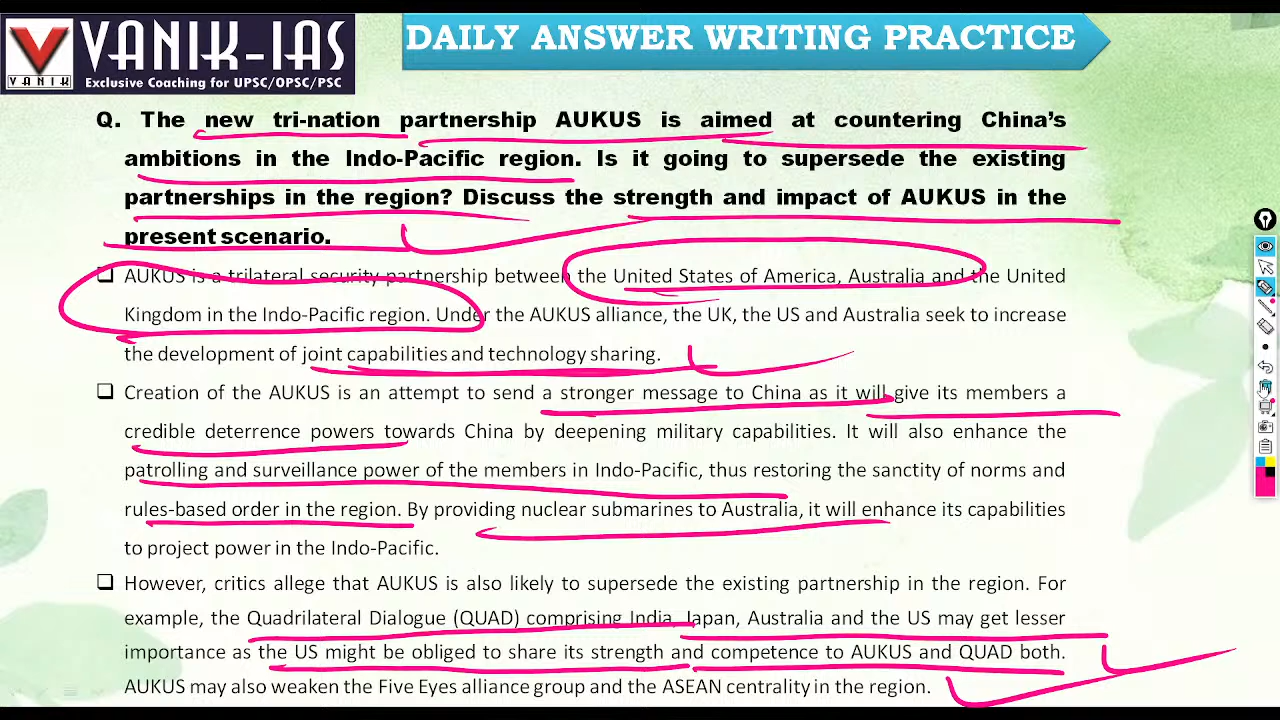 VANIK-IAS
VANIK
Exclusive Coaching for UPSC/OPSC/PSC
DAILY ANSWER WRITING PRACTICE
Q. The new tri-nation partnership AUKUS is aimed at countering China's
ambitions in the Indo-Pacific region. Is it going to supersede the existing
partnerships in the region? Discuss the strength and impact of AUKUS in the
present scenario.
AUKUS is a trilateral security partnership between the United States of America, Australia and the United
Kingdom in the Indo-Pacific region. Under the AUKUS alliance, the UK, the US and Australia seek to increase
the development of joint capabilities and technology sharing.
Creation of the AUKUS is an attempt to send a stronger message to China as it will give its members a
credible deterrence powers towards China by deepening military capabilities. It will also enhance the
patrolling and surveillance power of the members in Indo-Pacific, thus restoring the sanctity of norms and
rules-based order in the region. By providing nuclear submarines to Australia, it will enhance its capabilities
to project power in the Indo-Pacific.
However, critics allege that AUKUS is also likely to supersede the existing partnership in the region. For
example, the Quadrilateral Dialogue (QUAD) comprising India, Japan, Australia and the US may get lesser
importance as the US might be obliged to share its strength and competence to AUKUS and QUAD both.
AUKUS may also weaken the Five Eyes alliance group and the ASEAN centrality in the region.